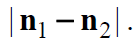 |𝐧₁ − 𝐧₂| .